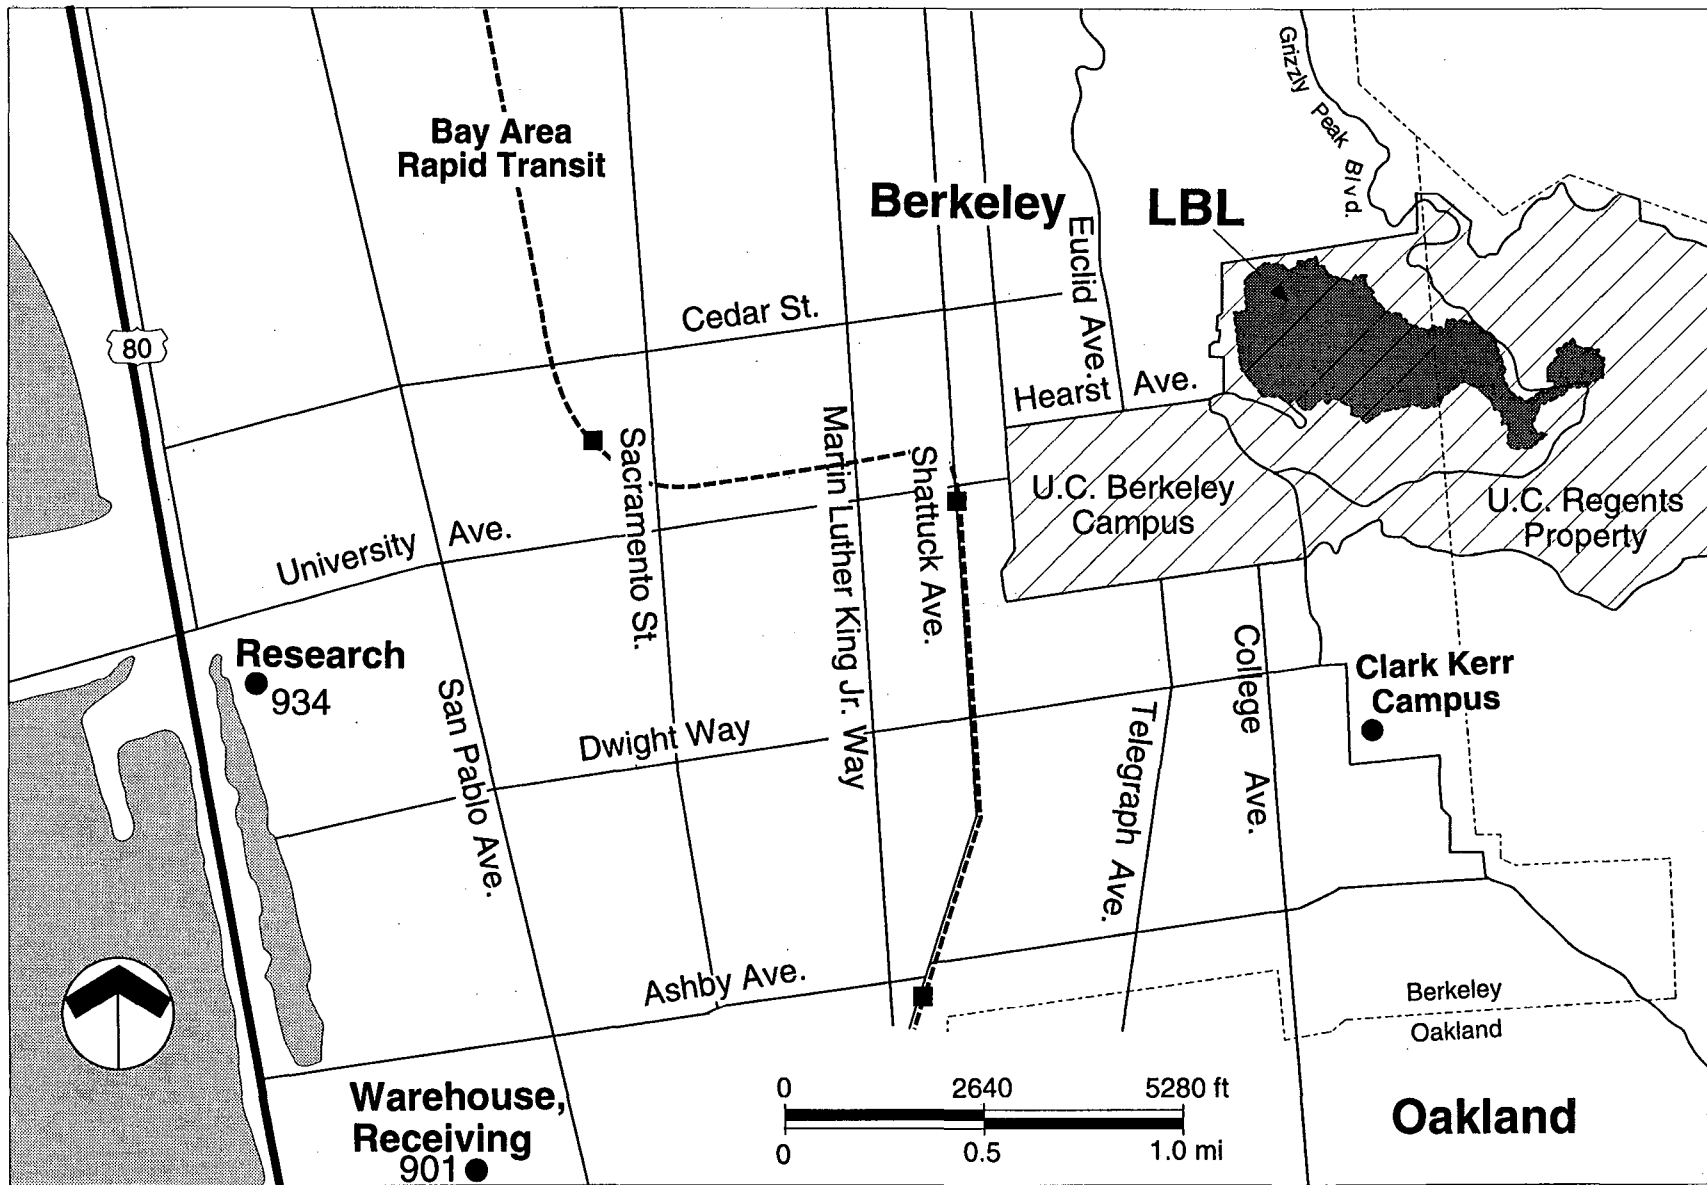 Grizzly Peak Blvd.
Bay Area
Rapid Transit
Berkeley
LBL
Euclid Ave.
Cedar St.
80
Hearst Ave.
Sacramento St.
Martin Luther King Jr. Way
Shattuck Ave.
U.C. Berkeley
Campus
U.C. Regents
Property
University Ave.
Research
934
San Pablo Ave.
Dwight Way
Telegraph Ave.
College Ave.
Clark Kerr
Campus
Ashby Ave.
Berkeley
Oakland
Warehouse,
Receiving
901
0 2640 5280 ft
0 0.5 1.0 mi
Oakland